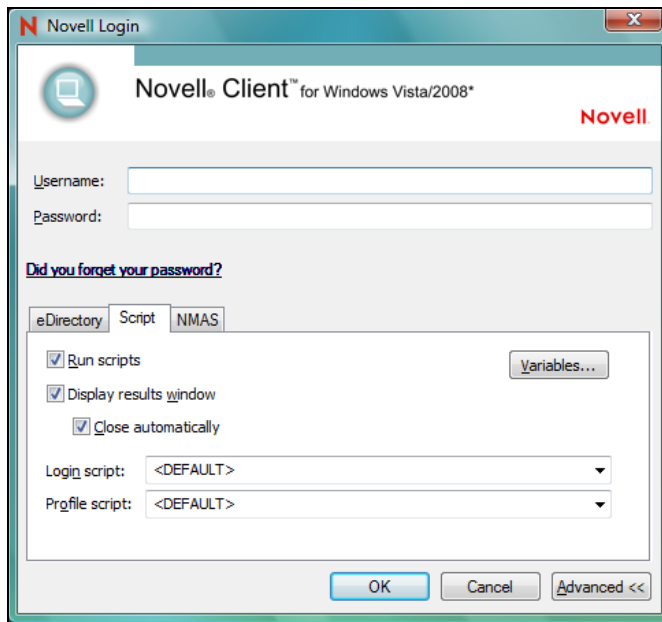 Novell Login
Novell® Client™ for Windows Vista/2008*
Novell.
Username:
Password:
Did you forget your password?
eDirectory Script NMAS
Run scripts
Variables...
Display results window
Close automatically
Login script: <DEFAULT>
Profile script: <DEFAULT>
OK Cancel Advanced <<